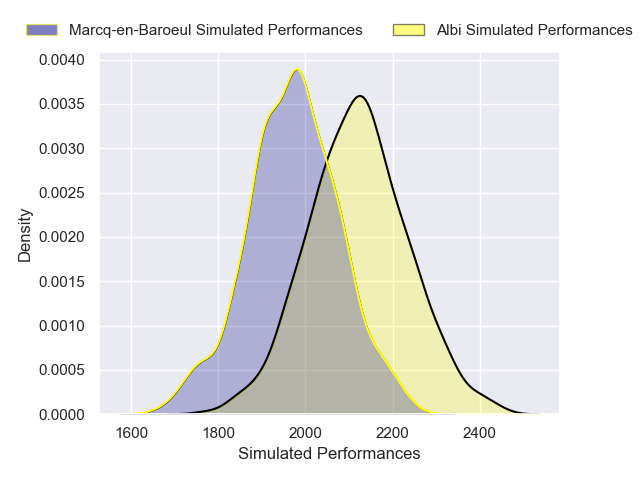 Marcq-en-Baroeul Simulated Performances Albi Simulated Performances
0.0040
0.0035
0.0030
0.0025
0.0020
0.0015
0.0010
0.0005
0.0000
Density
1600 1800 2000 2200 2400
Simulated Performances